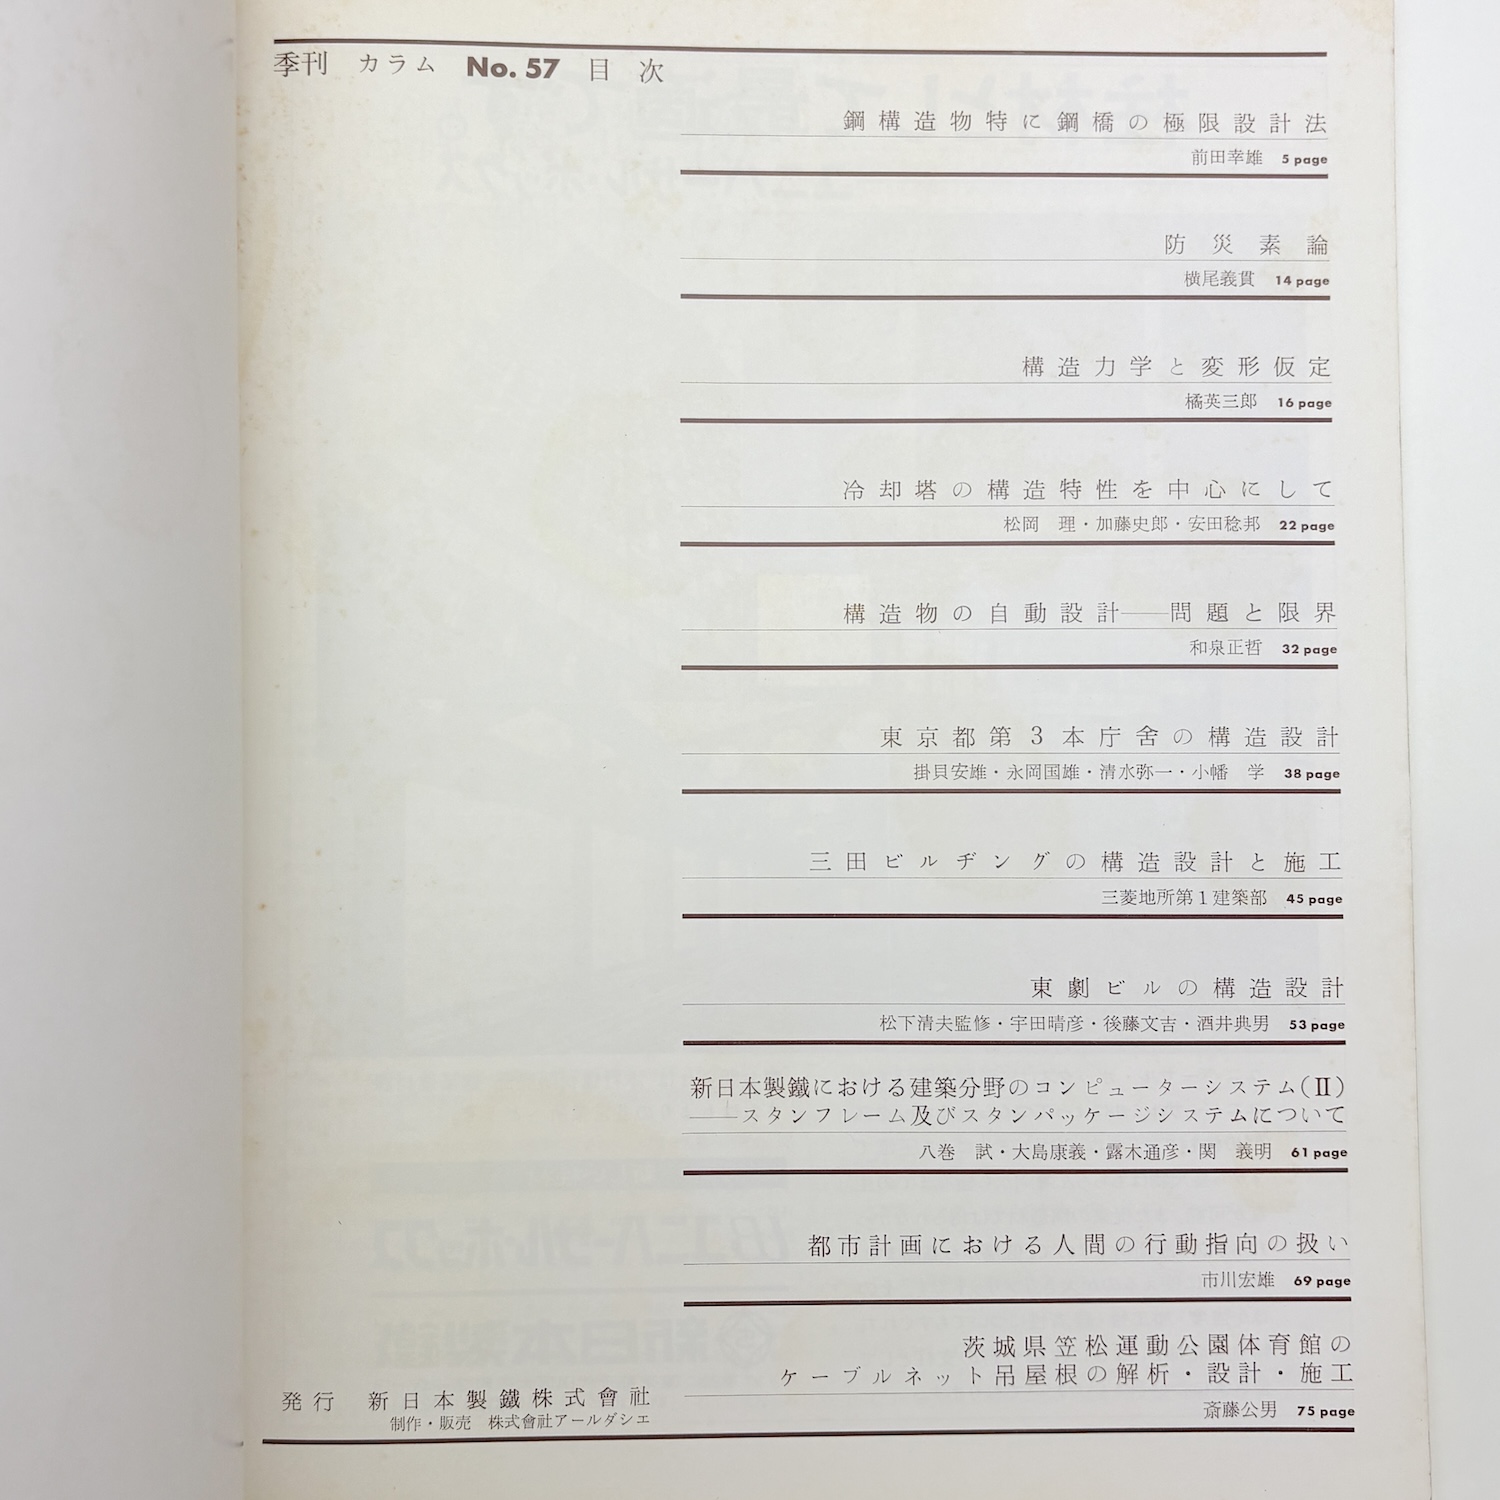 季刊 カラム No. 57 目次
鋼構造物特に鋼橋の極限設計法
前田幸雄 5 page
防災素論
横尾義貫 14 page
構造力学と変形仮定
橘英三郎 16 page
冷却塔の構造特性を中心にして
松岡 理・加藤史郎・安田稔邦 22 page
構造物の自動設計——問題と限界
和泉正哲 32 page
東京都第3本庁舎の構造設計
掛貝安雄・永岡国雄・清水弥一・小幡 学 38 page
三田ビルヂングの構造設計と施工
三菱地所第1建築部 45 page
東劇ビルの構造設計
松下清夫監修・宇田晴彦・後藤文吉・酒井典男 53 page
新日本製鐵における建築分野のコンピューターシステム(Ⅱ)
——スタンフレーム及びスタンパッケージシステムについて
八巻 試・大島康義・露木通彦・関 義明 61 page
都市計画における人間の行動指向の扱い
市川宏雄 69 page
茨城県笠松運動公園体育館の
ケーブルネット吊屋根の解析・設計・施工
斎藤公男 75 page
発行 新日本製鐵株式會社
制作・販売 株式會社アールダシエ